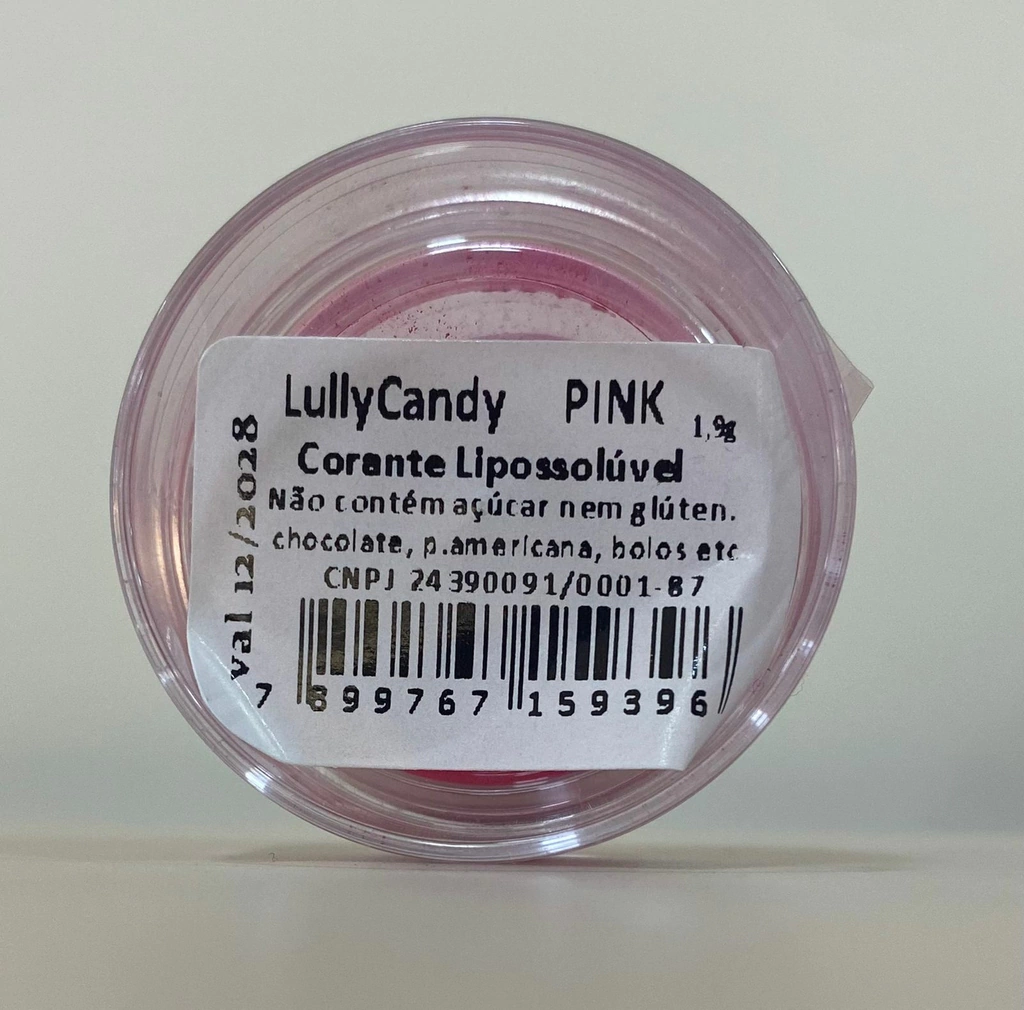 LullyCandy PINK 1,9g
Corante Lipossolúvel
Não contém açúcar nem glúten.
chocolate, p.americana, bolos etc
CNPJ 24390091/0001-87
7 899767 159396
val 12/2028